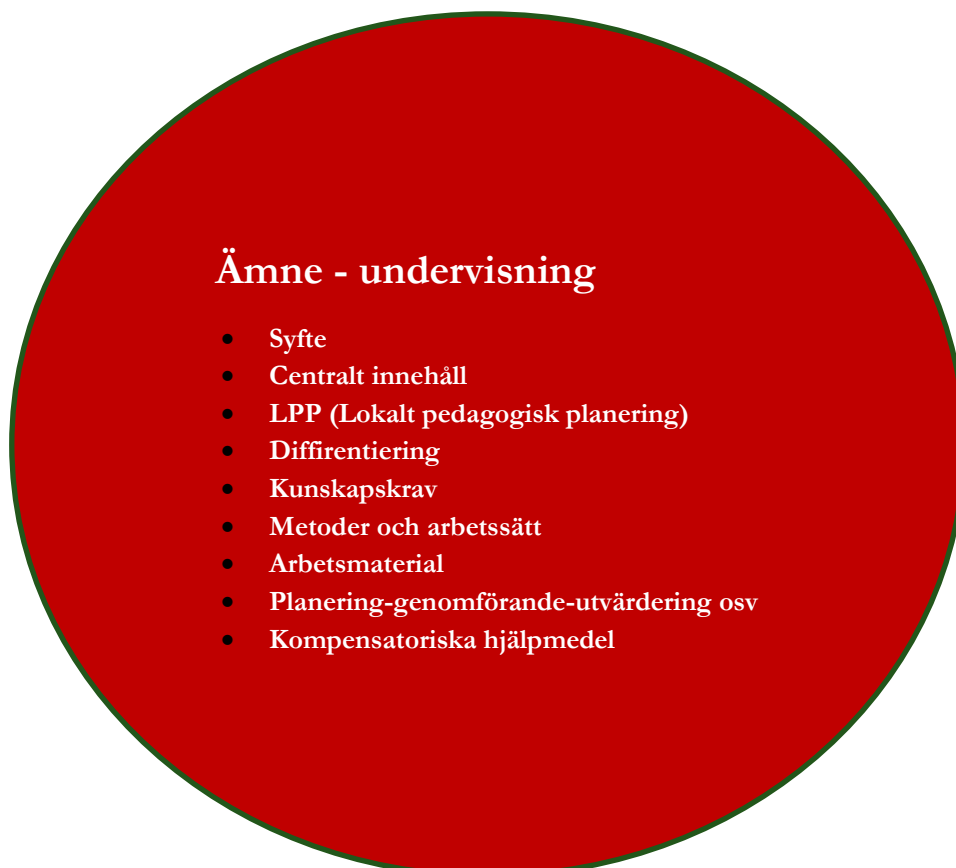 Ämne - undervisning
• Syfte
• Centralt innehåll
• LPP (Lokalt pedagogisk planering)
• Diffirentiering
• Kunskapskrav
• Metoder och arbetssätt
• Arbetsmaterial
• Planering-genomförande-utvärdering osv
• Kompensatoriska hjälpmedel